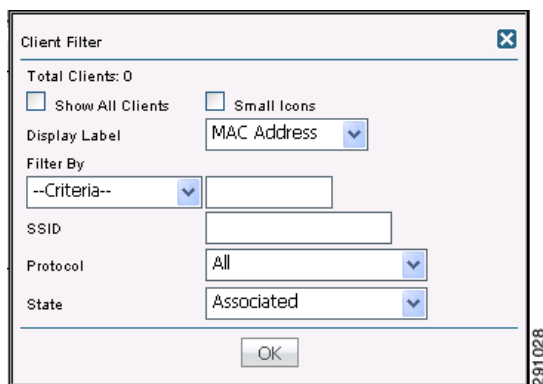 Client Filter
Total Clients: 0
Show All Clients Small Icons
Display Label MAC Address
Filter By
--Criteria--
SSID
Protocol All
State Associated
OK
291028